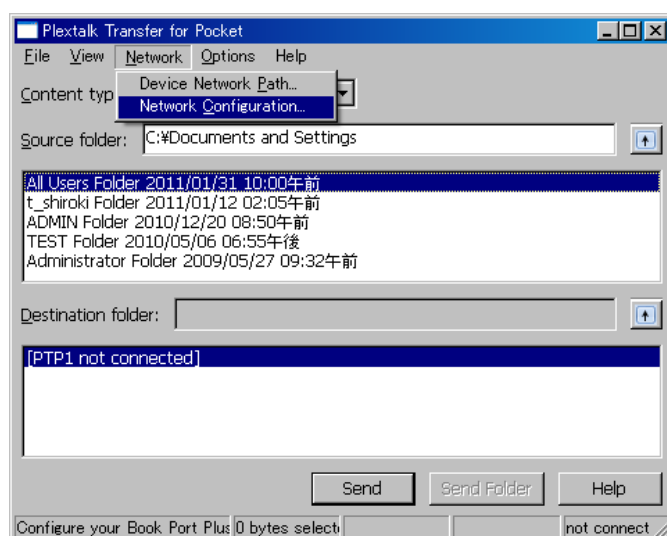 Plextalk Transfer for Pocket
File View Network Options Help
Device Network Path...
Network Configuration...
Content typ
Source folder: C:¥Documents and Settings
All Users Folder 2011/01/31 10:00午前
t_shiroki Folder 2011/01/12 02:05午前
ADMIN Folder 2010/12/20 08:50午前
TEST Folder 2010/05/06 06:55午後
Administrator Folder 2009/05/27 09:32午前
Destination folder:
[PTP1 not connected]
Send Send Folder Help
Configure your Book Port Plus 0 bytes selecte not connect